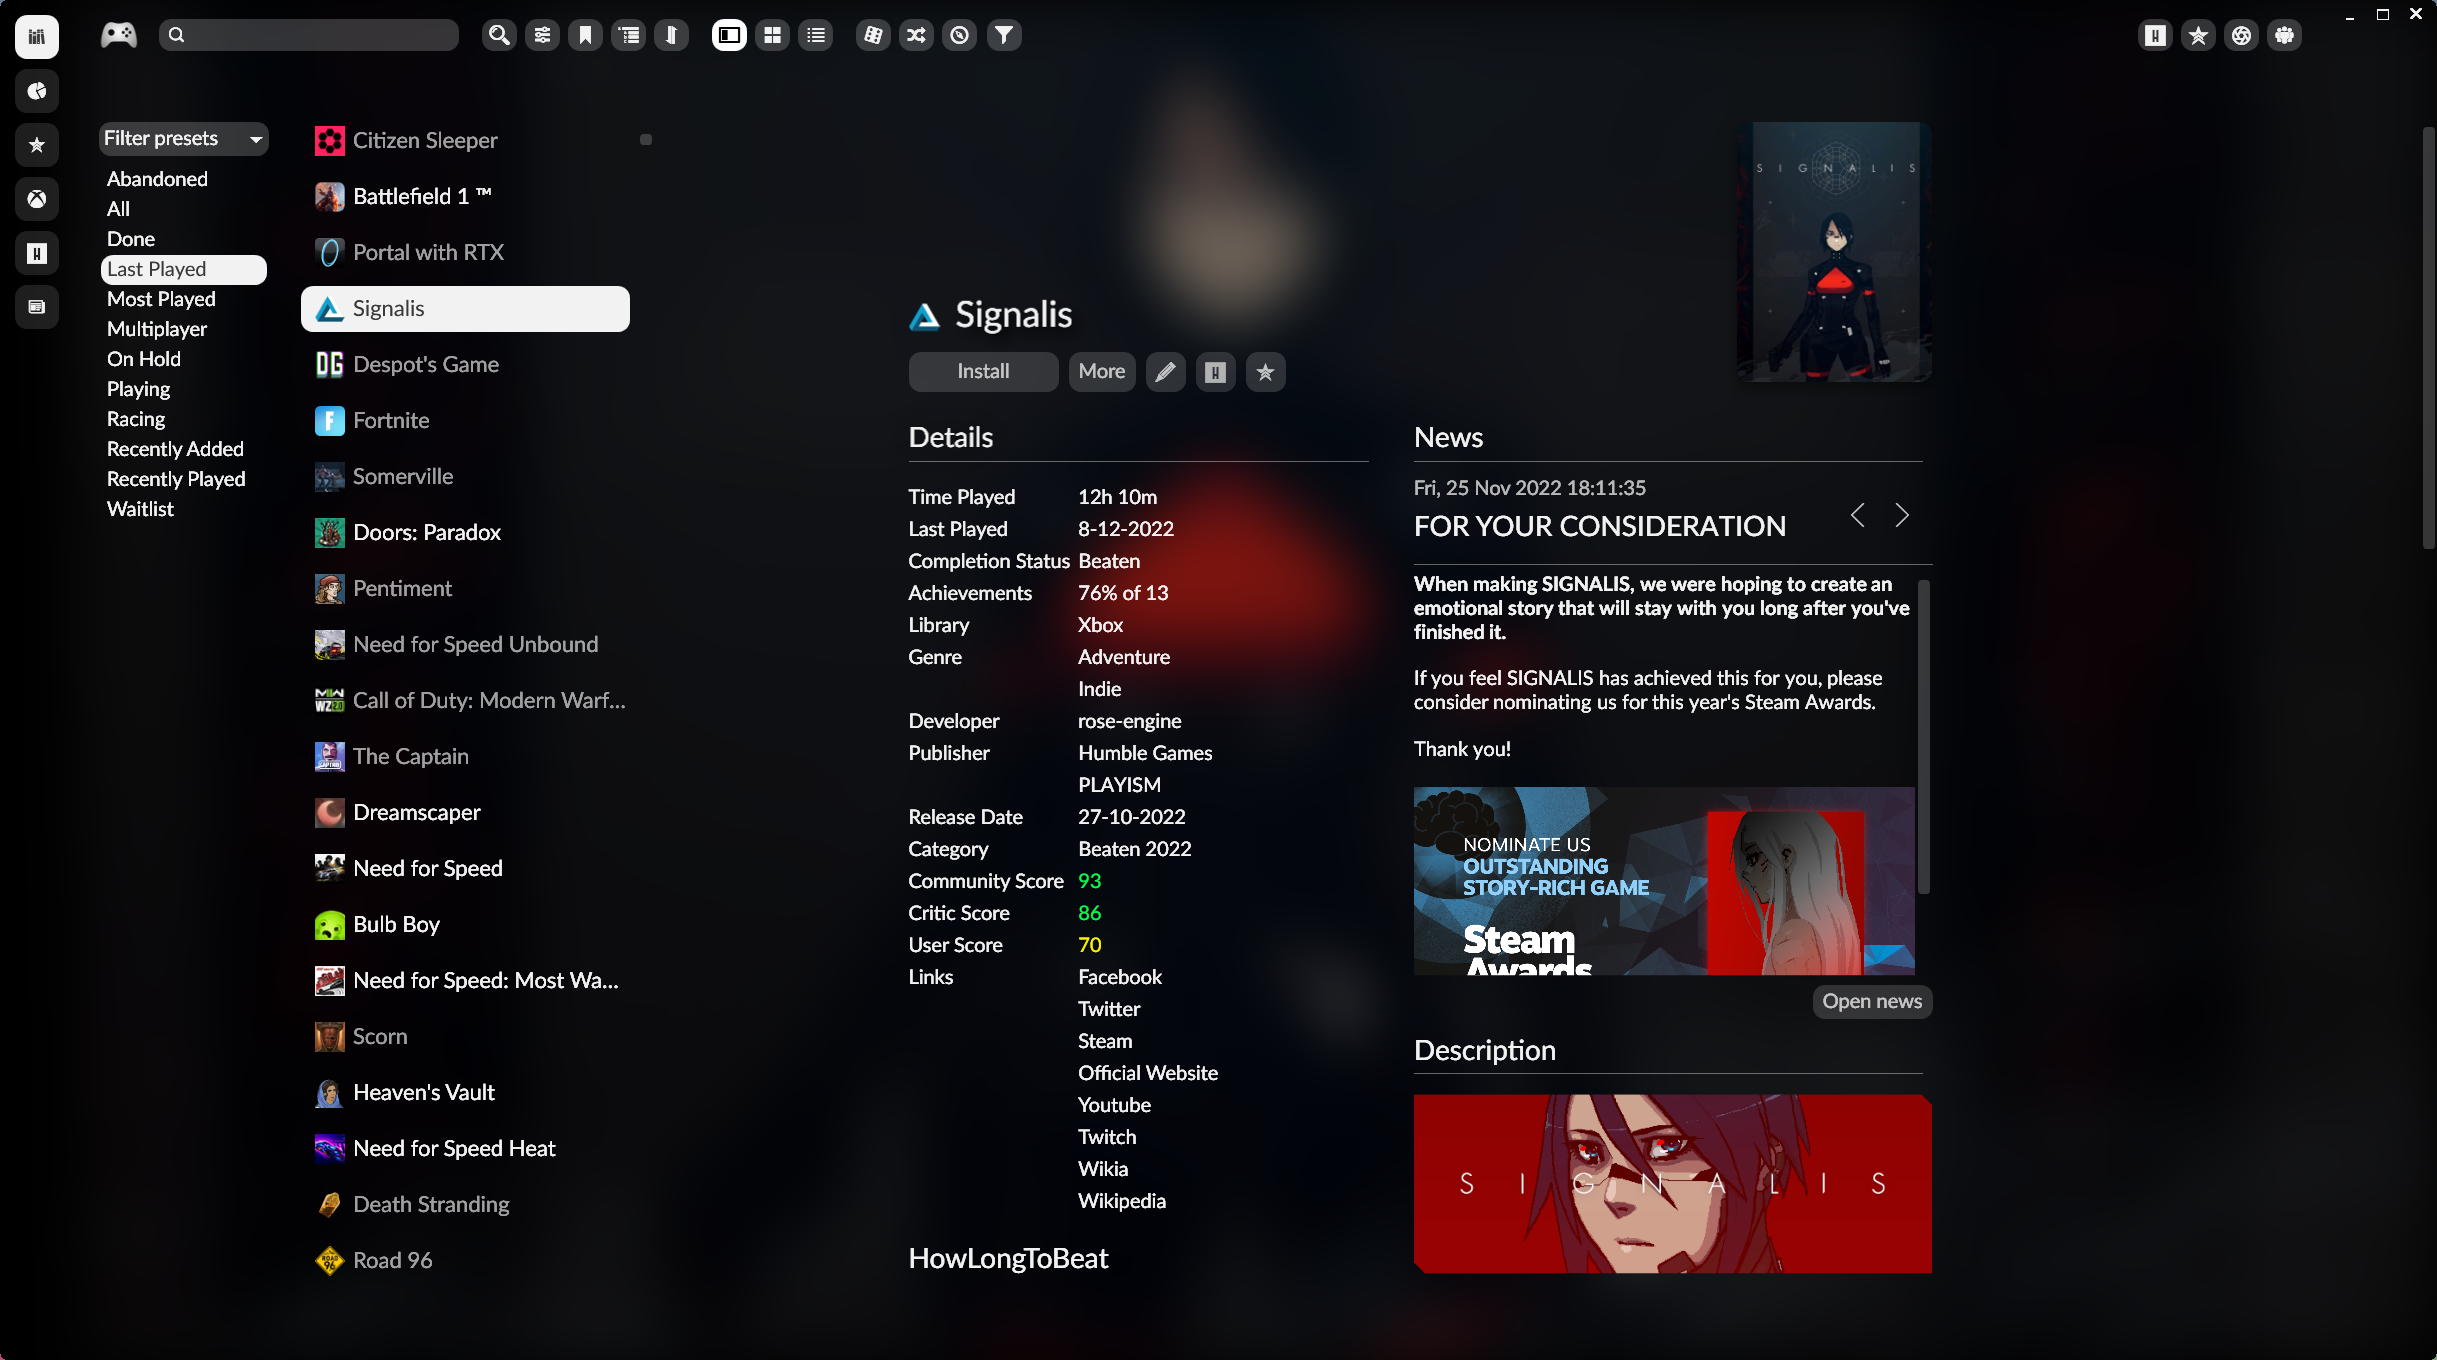 Filter presets
Abandoned
All
Done
Last Played
Most Played
Multiplayer
On Hold
Playing
Racing
Recently Added
Recently Played
Waitlist
Citizen Sleeper
Battlefield 1 ™
Portal with RTX
Signalis
DG Despot's Game
F Fortnite
Somerville
Doors: Paradox
Pentiment
Need for Speed Unbound
Call of Duty: Modern Warf...
The Captain
Dreamscaper
Need for Speed
Bulb Boy
Need for Speed: Most Wa...
Scorn
Heaven's Vault
Need for Speed Heat
Death Stranding
Road 96
Signalis
Install
More
Details
Time Played 12h 10m
Last Played 8-12-2022
Completion Status Beaten
Achievements 76% of 13
Library Xbox
Genre Adventure
Indie
Developer rose-engine
Publisher Humble Games
PLAYISM
Release Date 27-10-2022
Category Beaten 2022
Community Score 93
Critic Score 86
User Score 70
Links Facebook
Twitter
Steam
Official Website
Youtube
Twitch
Wikia
Wikipedia
HowLongToBeat
SIGNALIS
News
Fri, 25 Nov 2022 18:11:35
FOR YOUR CONSIDERATION
When making SIGNALIS, we were hoping to create an
emotional story that will stay with you long after you've
finished it.
If you feel SIGNALIS has achieved this for you, please
consider nominating us for this year's Steam Awards.
Thank you!
NOMINATE US
OUTSTANDING
STORY-RICH GAME
Steam
Awards
Open news
Description
SIGNALIS